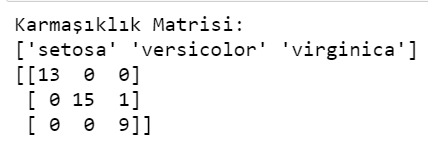 Karmaşıklık Matrisi:
['setosa' 'versicolor' 'virginica']
[[13  0  0]
 [ 0 15  1]
 [ 0  0  9]]